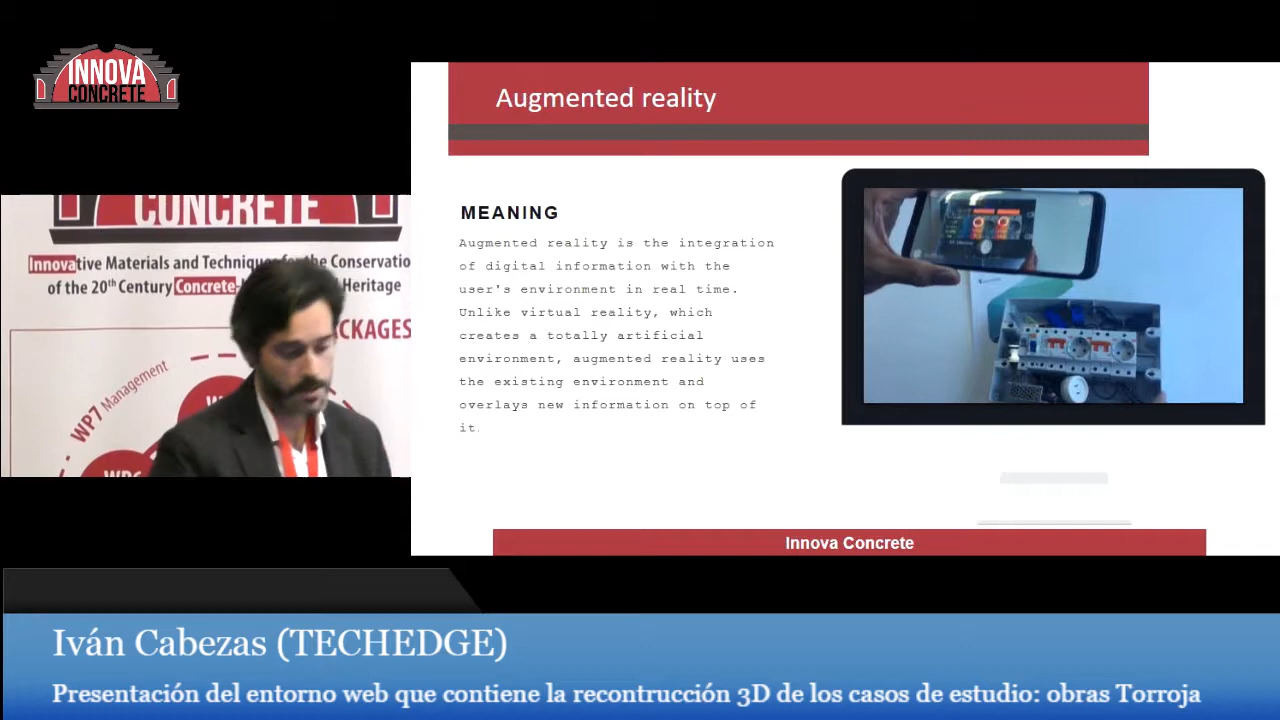 INNOVA
CONCRETE
CONCRETE
Innovative Materials and Techniques for the Conservatio
of the 20th Century Concrete- Heritage
CKAGES
WP7 Management
Augmented reality
MEANING
Augmented reality is the integration
of digital information with the
user's environment in real time.
Unlike virtual reality, which
creates a totally artificial
environment, augmented reality uses
the existing environment and
overlays new information on top of
it.
Innova Concrete
Iván Cabezas (TECHEDGE)
Presentación del entorno web que contiene la recontrucción 3D de los casos de estudio: obras Torroja